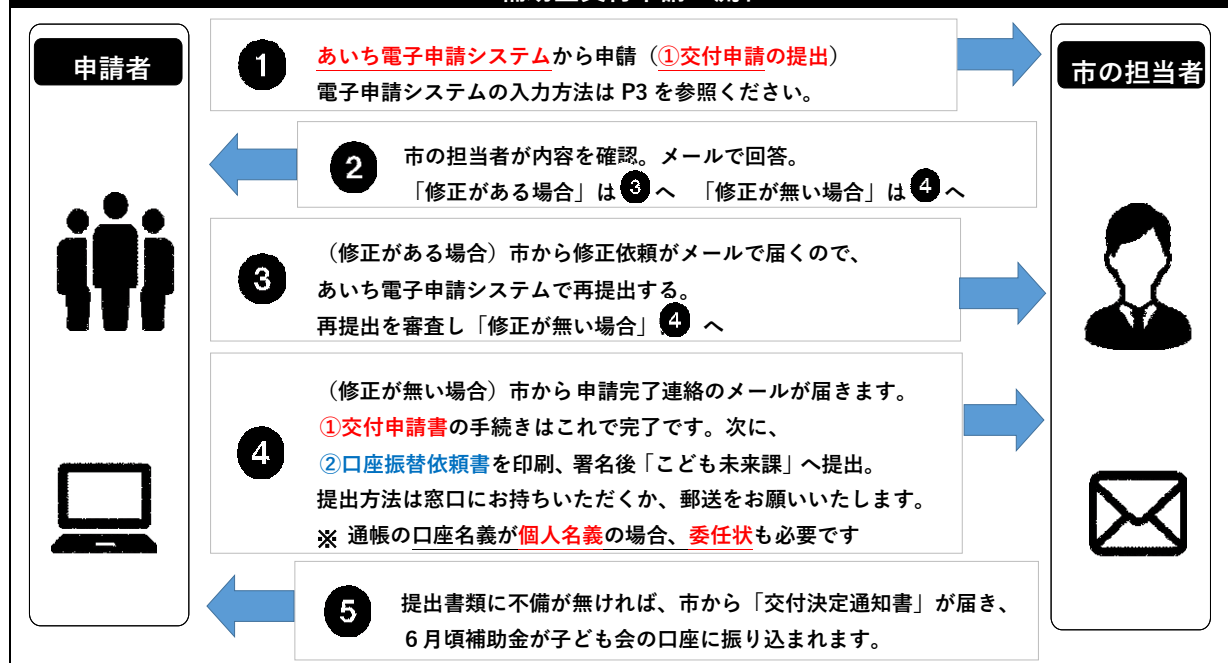 申請者
市の担当者
1 あいち電子申請システムから申請（①交付申請の提出）
電子申請システムの入力方法は P3 を参照ください。
2 市の担当者が内容を確認。メールで回答。
「修正がある場合」は 3 へ 「修正が無い場合」は 4 へ
3 （修正がある場合）市から修正依頼がメールで届くので、
あいち電子申請システムで再提出する。
再提出を審査し「修正が無い場合」 4 へ
4 （修正が無い場合）市から申請完了連絡のメールが届きます。
①交付申請書の手続きはこれで完了です。次に、
②口座振替依頼書を印刷、署名後「こども未来課」へ提出。
提出方法は窓口にお持ちいただくか、郵送をお願いいたします。
※ 通帳の口座名義が個人名義の場合、委任状も必要です
5 提出書類に不備が無ければ、市から「交付決定通知書」が届き、
６月頃補助金が子ども会の口座に振り込まれます。